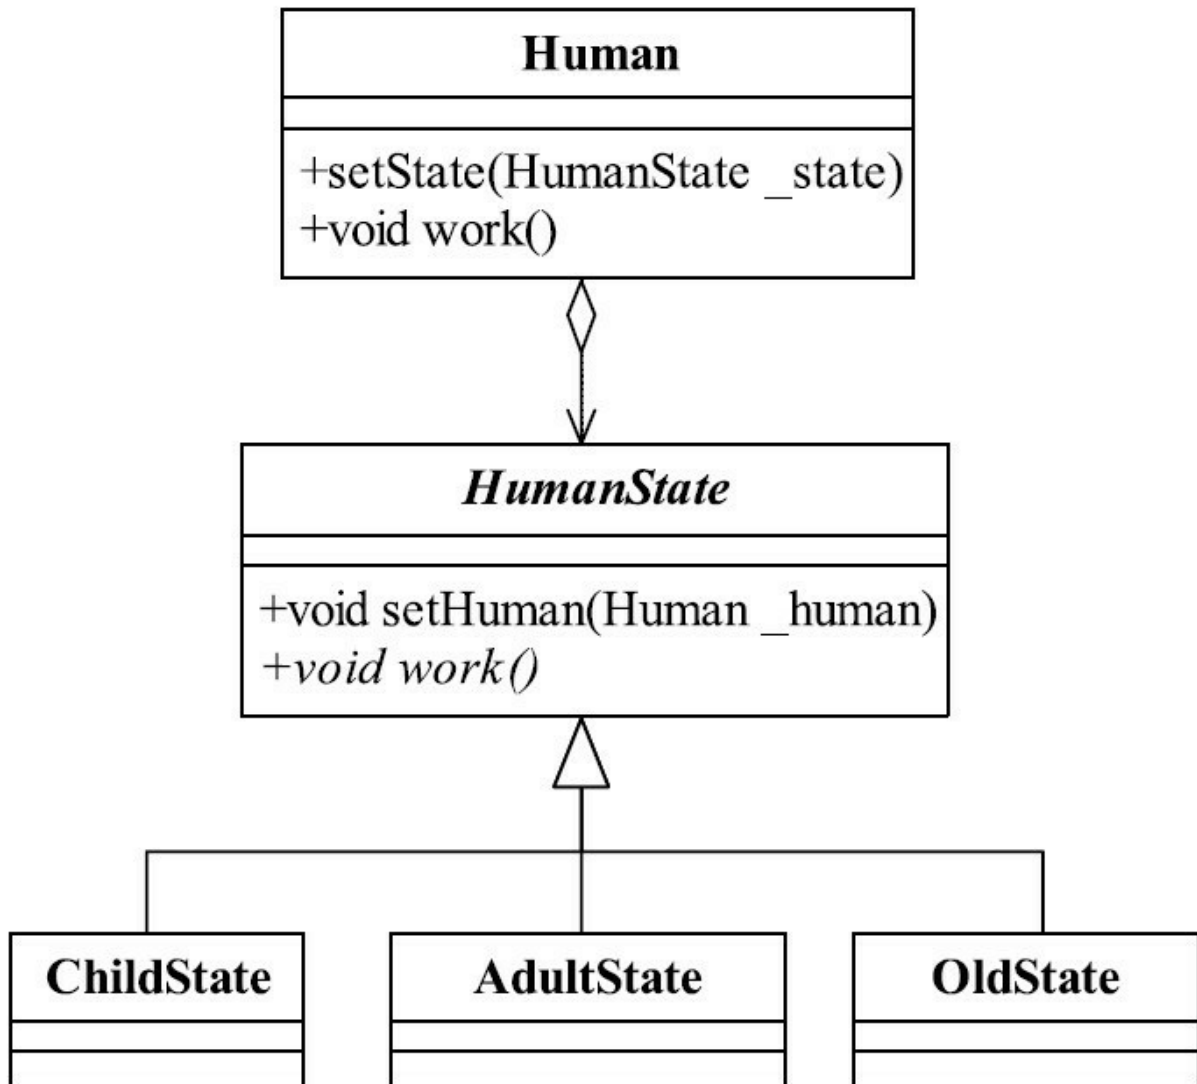 Human
+setState(HumanState _state)
+void work()
HumanState
+void setHuman(Human _human)
+void work()
ChildState
AdultState
OldState